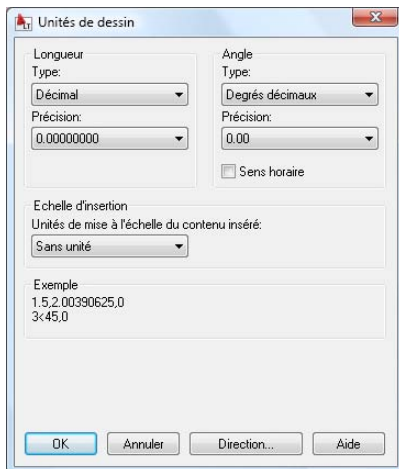 LT Unités de dessin
Longueur
Type:
Décimal
Précision:
0.00000000
Angle
Type:
Degrés décimaux
Précision:
0.00
Sens horaire
Echelle d'insertion
Unités de mise à l'échelle du contenu inséré:
Sans unité
Exemple
1.5,2.00390625,0
3<45,0
OK Annuler Direction... Aide